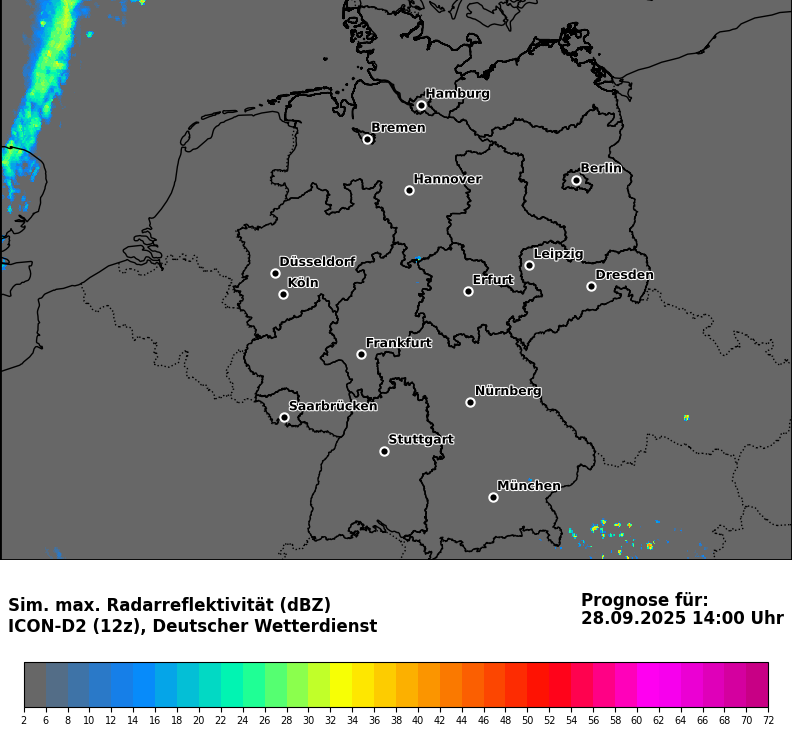 Hamburg
Bremen
Berlin
Hannover
Düsseldorf
Leipzig
Köln
Erfurt
Dresden
Frankfurt
Nürnberg
Saarbrücken
Stuttgart
München
Sim. max. Radarreflektivität (dBZ)
ICON-D2 (12z), Deutscher Wetterdienst
Prognose für:
28.09.2025 14:00 Uhr
2 6 8 10 12 14 16 18 20 22 24 26 28 30 32 34 36 38 40 42 44 46 48 50 52 54 56 58 60 62 64 66 68 70 72